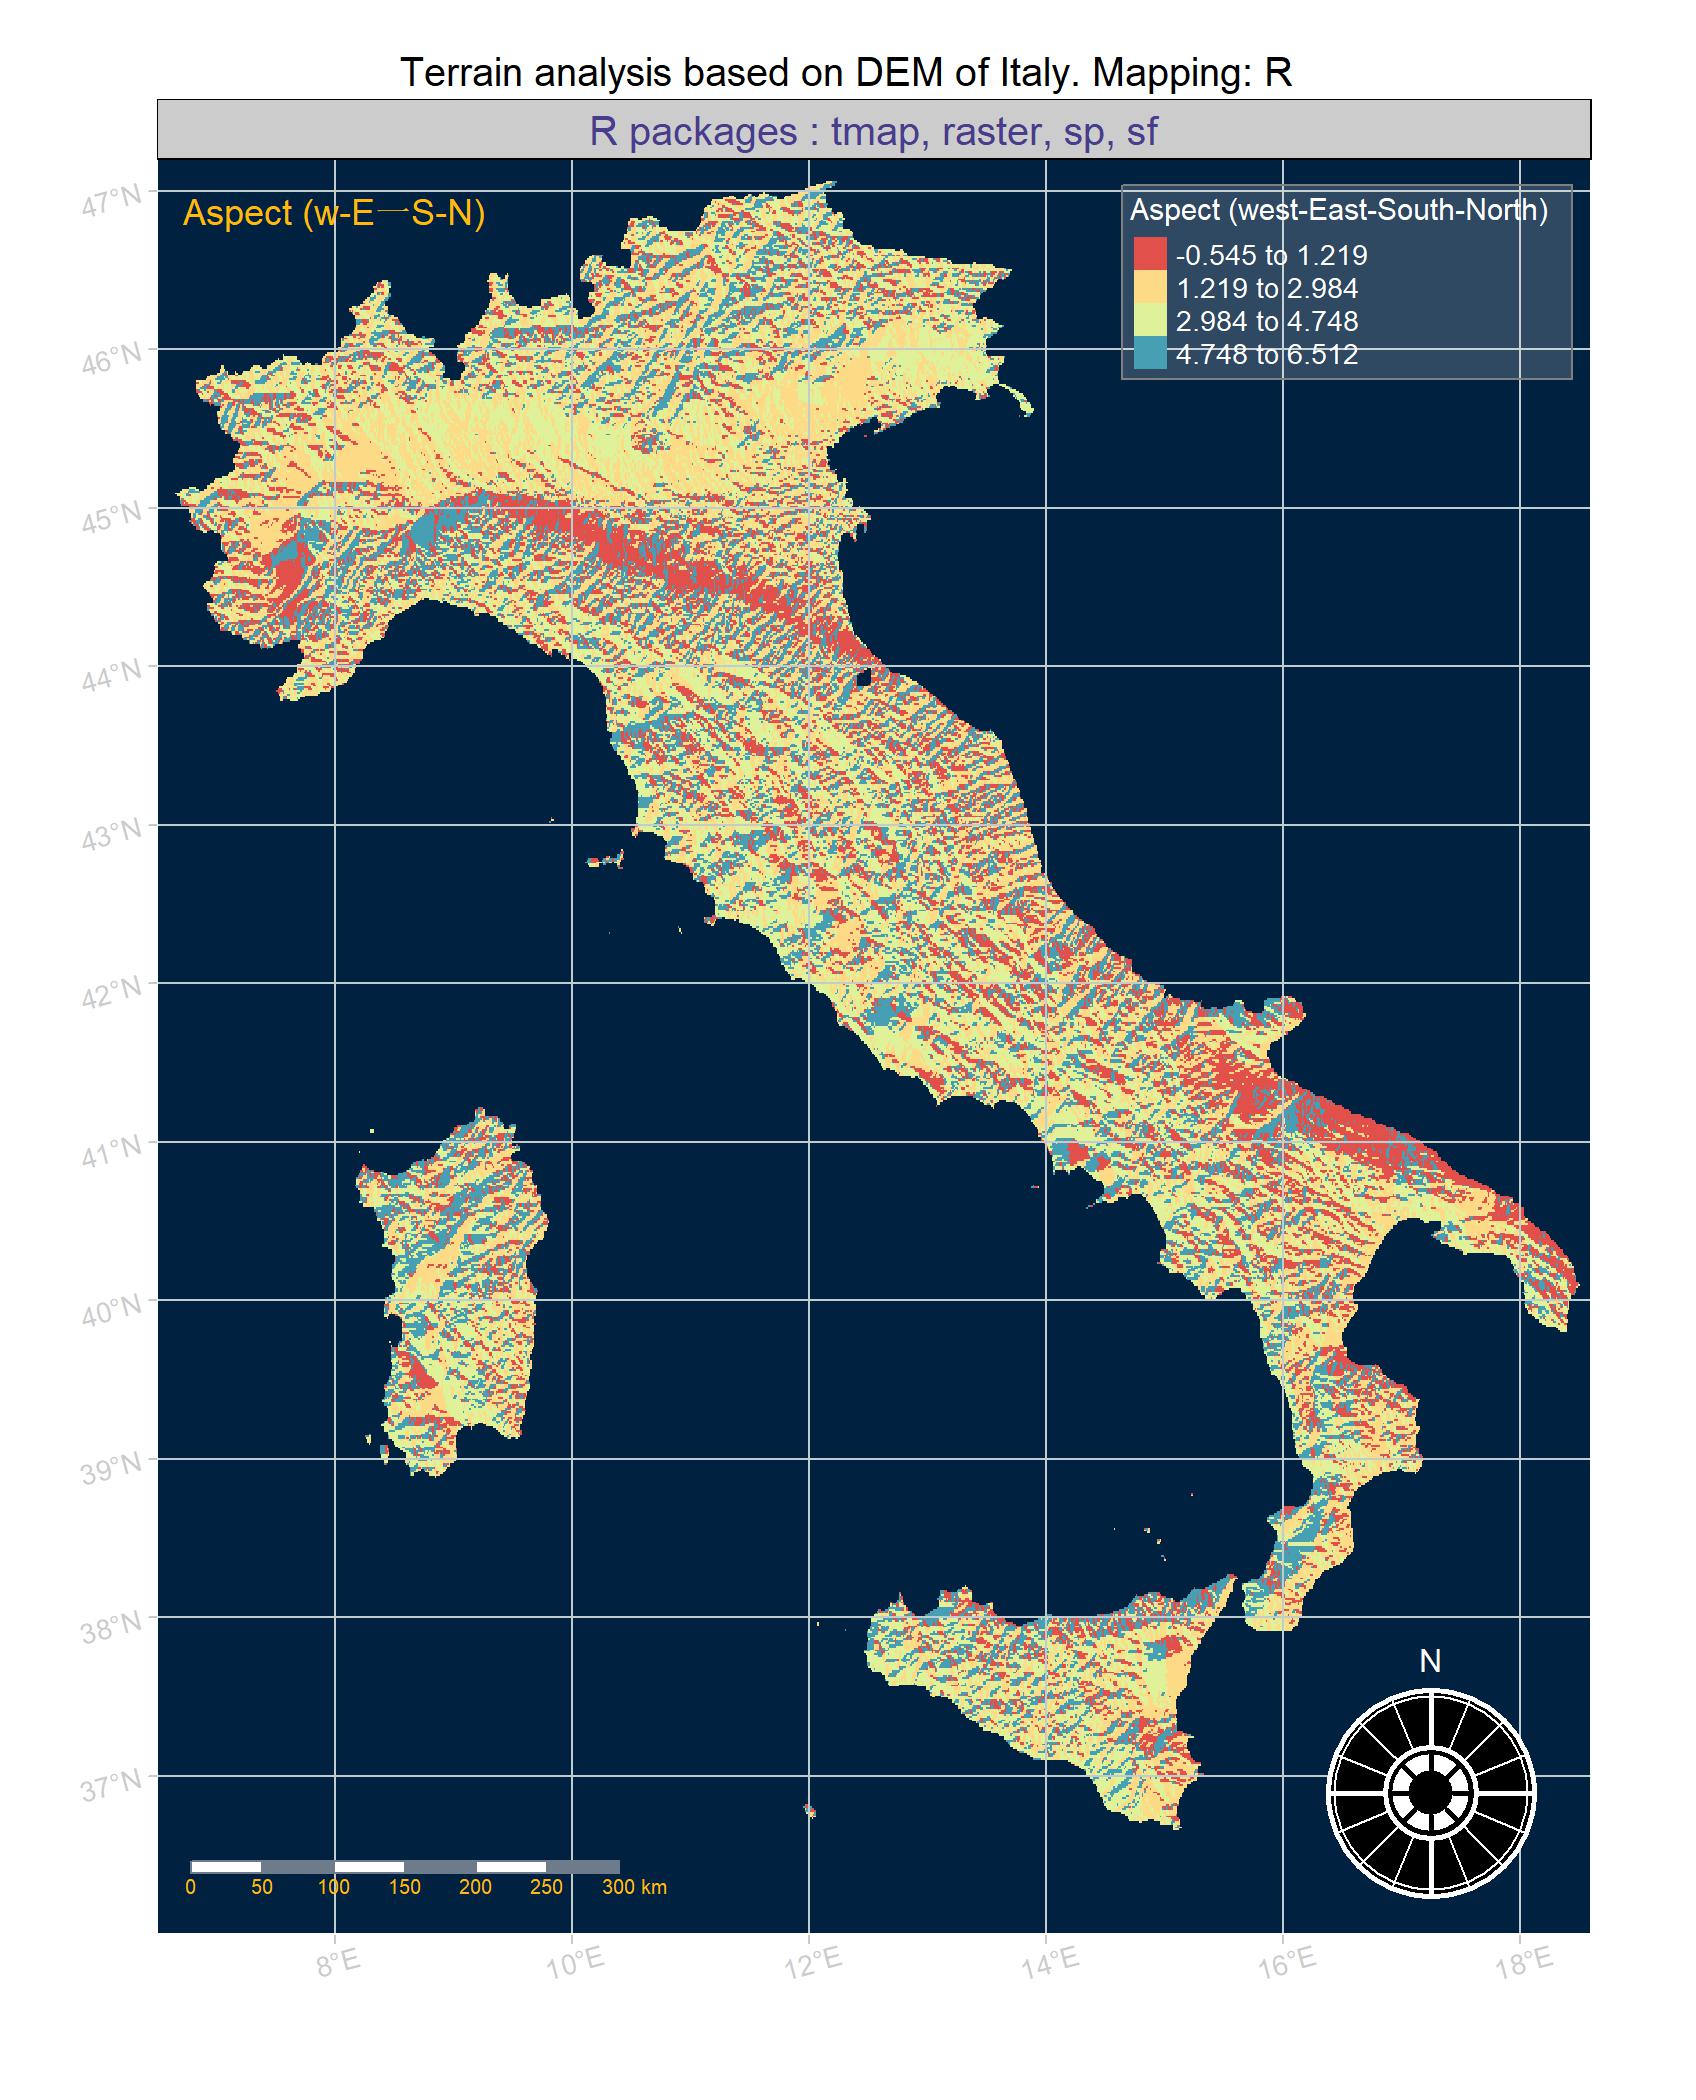 Terrain analysis based on DEM of Italy. Mapping: R
R packages : tmap, raster, sp, sf
Aspect (w-E一S-N)
Aspect (west-East-South-North)
-0.545 to 1.219
1.219 to 2.984
2.984 to 4.748
4.748 to 6.512
47°N
46°N
45°N
44°N
43°N
42°N
41°N
40°N
39°N
38°N
37°N
N
0 50 100 150 200 250 300 km
8°E 10°E 12°E 14°E 16°E 18°E